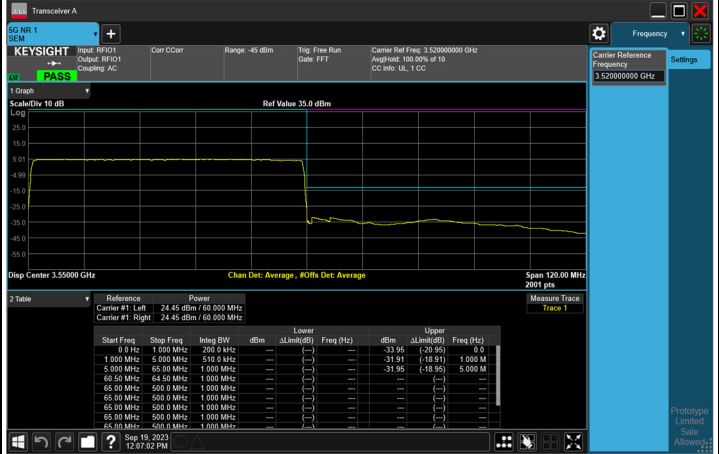 Transceiver A
5G NR 1
SEM
Frequency
KEYSIGHT
Input: RFIO1
Output: RFIO1
Coupling: AC
Corr CCorr
Range: -45 dBm
Trig: Free Run
Gate: FFT
Carrier Ref Freq: 3.520000000 GHz
Avg|Hold: 100.00% of 10
CC Info: UL, 1 CC
PASS
Carrier Reference
Frequency
3.520000000 GHz
Settings
1 Graph
Scale/Div 10 dB
Ref Value 35.0 dBm
Log
25.0
15.0
5.01
-4.99
-15.0
-25.0
-35.0
-45.0
-55.0
Disp Center 3.55000 GHz
Chan Det: Average , #Offs Det: Average
Span 120.00 MHz
2001 pts
2 Table
Reference Power
Carrier #1: Left 24.45 dBm / 60.000 MHz
Carrier #1: Right 24.45 dBm / 60.000 MHz
Measure Trace
Trace 1
Lower Upper
Start Freq Stop Freq Integ BW dBm ΔLimit(dB) Freq (Hz) dBm ΔLimit(dB) Freq (Hz)
0.0 Hz 1.000 MHz 200.0 kHz --- (---) --- -33.95 (-20.95) 0.0
1.000 MHz 5.000 MHz 510.0 kHz --- (---) --- -31.91 (-18.91) 1.000 M
5.000 MHz 65.00 MHz 1.000 MHz --- (---) --- -31.95 (-18.95) 5.000 M
60.50 MHz 64.50 MHz 1.000 MHz --- (---) --- --- (---) ---
65.00 MHz 500.0 MHz 1.000 MHz --- (---) --- --- (---) ---
65.00 MHz 500.0 MHz 1.000 MHz --- (---) --- --- (---) ---
65.00 MHz 500.0 MHz 1.000 MHz --- (---) --- --- (---) ---
65.00 MHz 500.0 MHz 1.000 MHz --- (---) --- --- (---) ---
65.00 MHz 500.0 MHz 1.000 MHz --- (---) --- --- (---) ---
Prototype
Limited
Sale
Allowed
Sep 19, 2023
12:07:02 PM